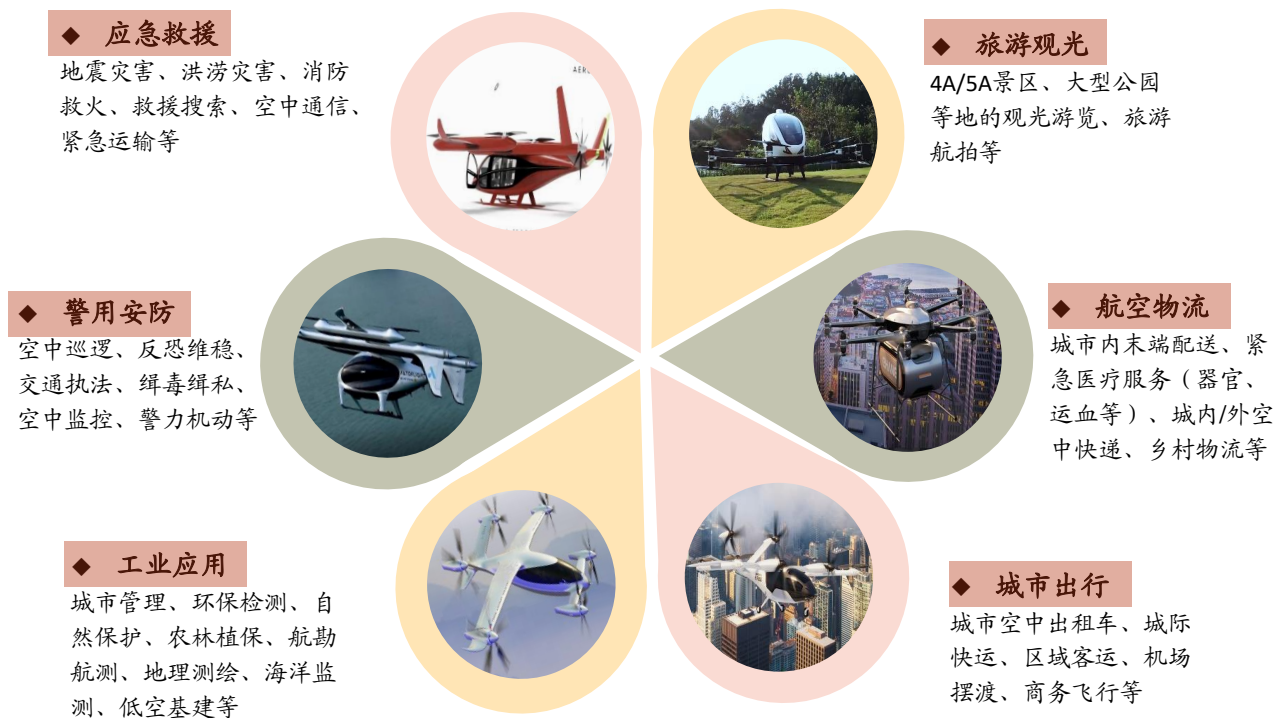 ◆ 应急救援
地震灾害、洪涝灾害、消防
救火、救援搜索、空中通信、
紧急运输等
◆ 旅游观光
4A/5A景区、大型公园
等地的观光游览、旅游
航拍等
◆ 警用安防
空中巡逻、反恐维稳、
交通执法、缉毒缉私、
空中监控、警力机动等
◆ 航空物流
城市内末端配送、紧
急医疗服务（器官、
运血等）、城内/外空
中快递、乡村物流等
◆ 工业应用
城市管理、环保检测、自
然保护、农林植保、航勘
航测、地理测绘、海洋监
测、低空基建等
◆ 城市出行
城市空中出租车、城际
快运、区域客运、机场
摆渡、商务飞行等